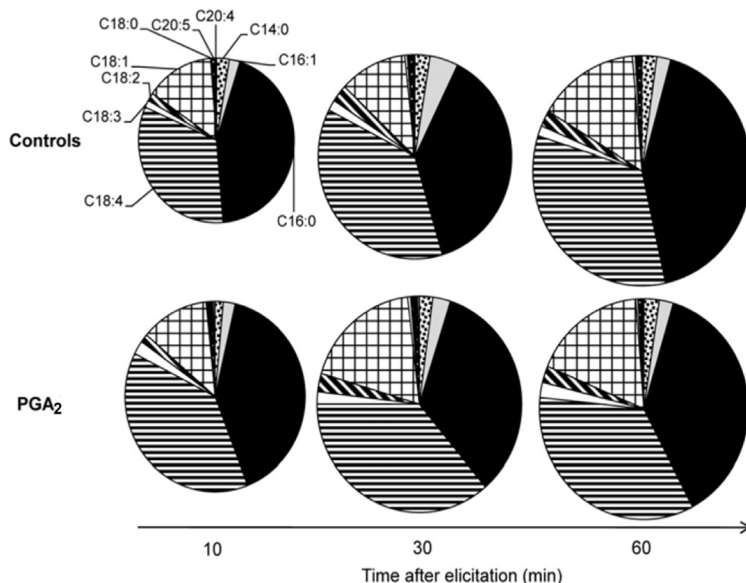 C20:4
C18:0 C20:5 C14:0
C18:1 C16:1
C18:2
C18:3
Controls
C18:4
C16:0
PGA₂
10 30 60
Time after elicitation (min)